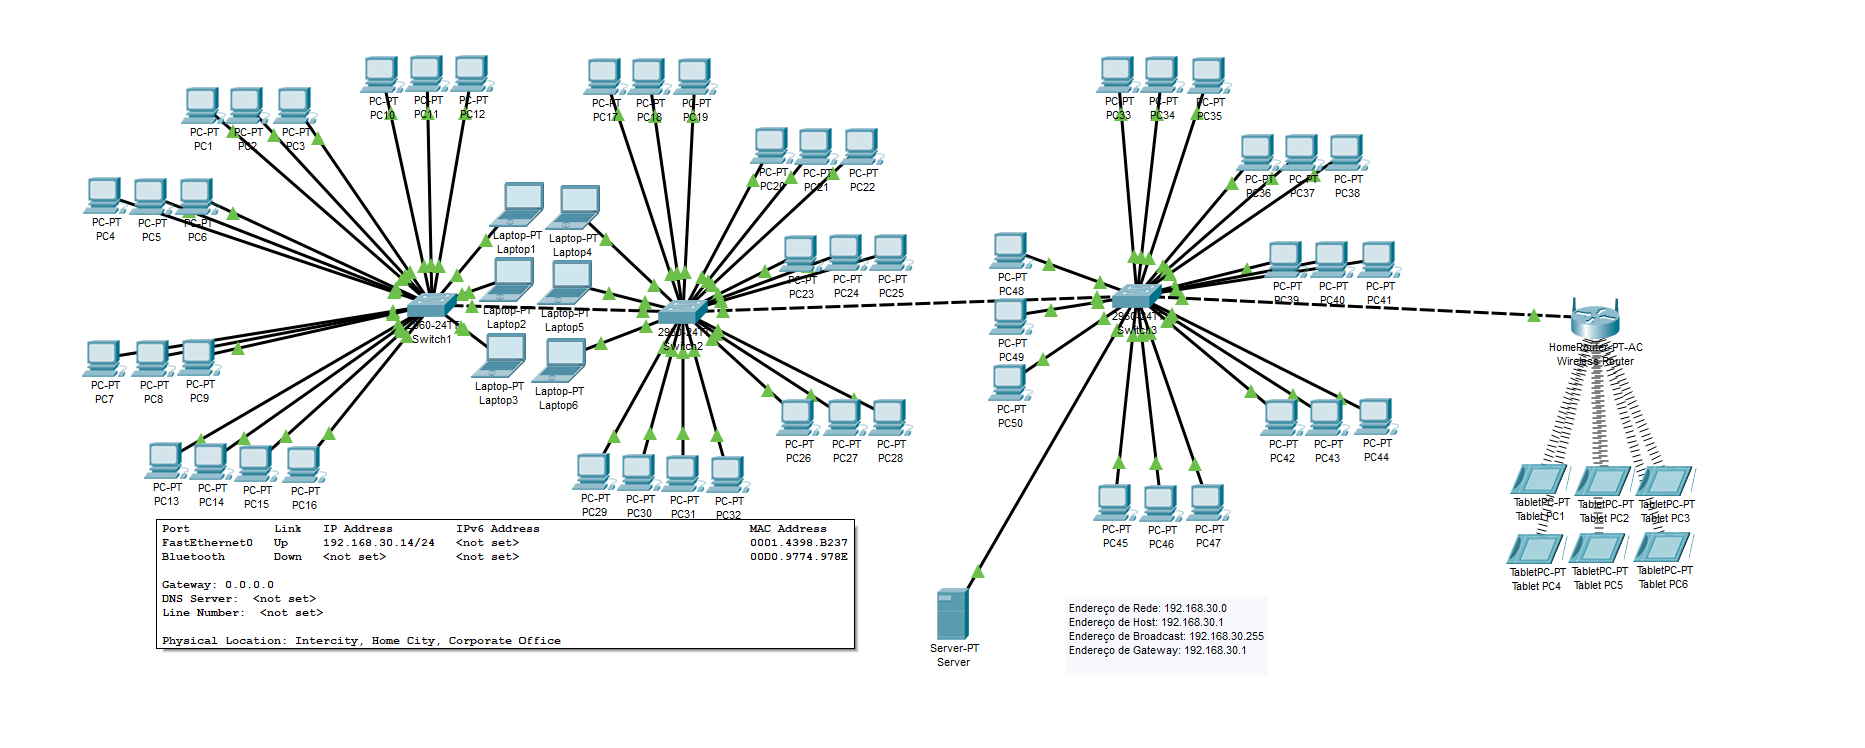 PC-PT
PC1
PC-PT
PC2
PC-PT
PC3
PC-PT
PC10
PC-PT
PC11
PC-PT
PC12
PC-PT
PC17
PC-PT
PC18
PC-PT
PC19
PC-PT
PC33
PC-PT
PC34
PC-PT
PC35
PC-PT
PC20
PC-PT
PC21
PC-PT
PC22
PC-PT
PC36
PC-PT
PC37
PC-PT
PC38
PC-PT
PC4
PC-PT
PC5
PC-PT
PC6
Laptop-PT
Laptop1
Laptop-PT
Laptop4
PC-PT
PC23
PC-PT
PC24
PC-PT
PC25
PC-PT
PC48
PC-PT
PC39
PC-PT
PC40
PC-PT
PC41
Laptop-PT
Laptop2
Laptop-PT
Laptop5
Switch1
Switch2
Switch3
PC-PT
PC49
HomeRouter-PT-AC
Wireless Router
PC-PT
PC7
PC-PT
PC8
PC-PT
PC9
Laptop-PT
Laptop3
Laptop-PT
Laptop6
PC-PT
PC50
PC-PT
PC26
PC-PT
PC27
PC-PT
PC28
PC-PT
PC42
PC-PT
PC43
PC-PT
PC44
PC-PT
PC13
PC-PT
PC14
PC-PT
PC15
PC-PT
PC16
PC-PT
PC29
PC-PT
PC30
PC-PT
PC31
PC-PT
PC32
PC-PT
PC45
PC-PT
PC46
PC-PT
PC47
TabletPC-PT
Tablet PC1
TabletPC-PT
Tablet PC2
TabletPC-PT
Tablet PC3
TabletPC-PT
Tablet PC4
TabletPC-PT
Tablet PC5
TabletPC-PT
Tablet PC6
Port Link IP Address IPv6 Address MAC Address
FastEthernet0 Up 192.168.30.14/24 <not set> 0001.4398.B237
Bluetooth Down <not set> <not set> 00D0.9774.978E
Gateway: 0.0.0.0
DNS Server: <not set>
Line Number: <not set>
Physical Location: Intercity, Home City, Corporate Office
Server-PT
Server
Endereço de Rede: 192.168.30.0
Endereço de Host: 192.168.30.1
Endereço de Broadcast: 192.168.30.255
Endereço de Gateway: 192.168.30.1